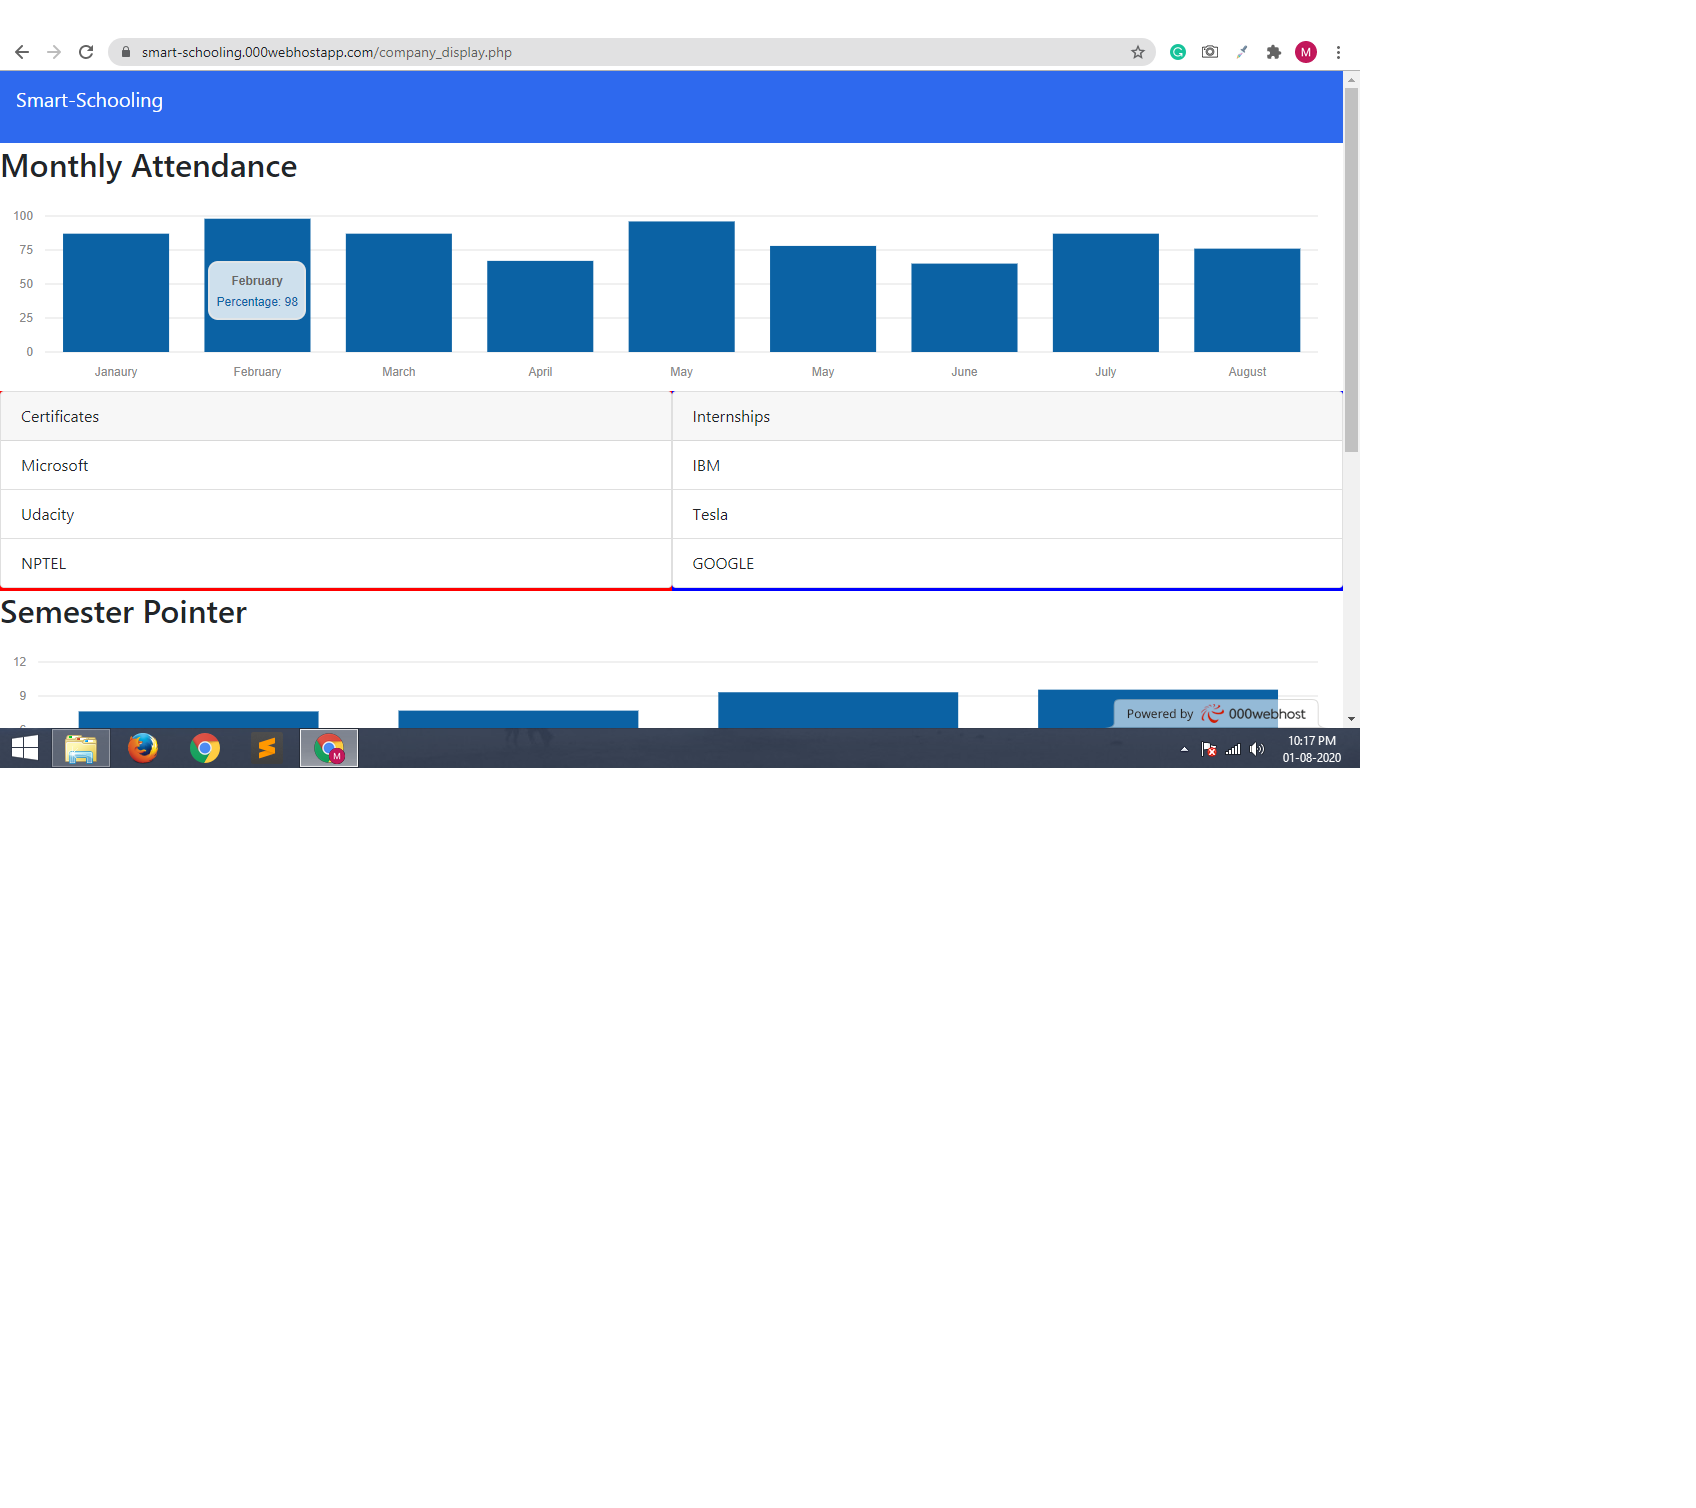 smart-schooling.000webhostapp.com/company_display.php
M
Smart-Schooling
Monthly Attendance
100
75
50
25
0
February
Percentage: 98
Janaury February March April May May June July August
Certificates Internships
Microsoft IBM
Udacity Tesla
NPTEL GOOGLE
Semester Pointer
12
9
Powered by 000webhost
M
10:17 PM
01-08-2020